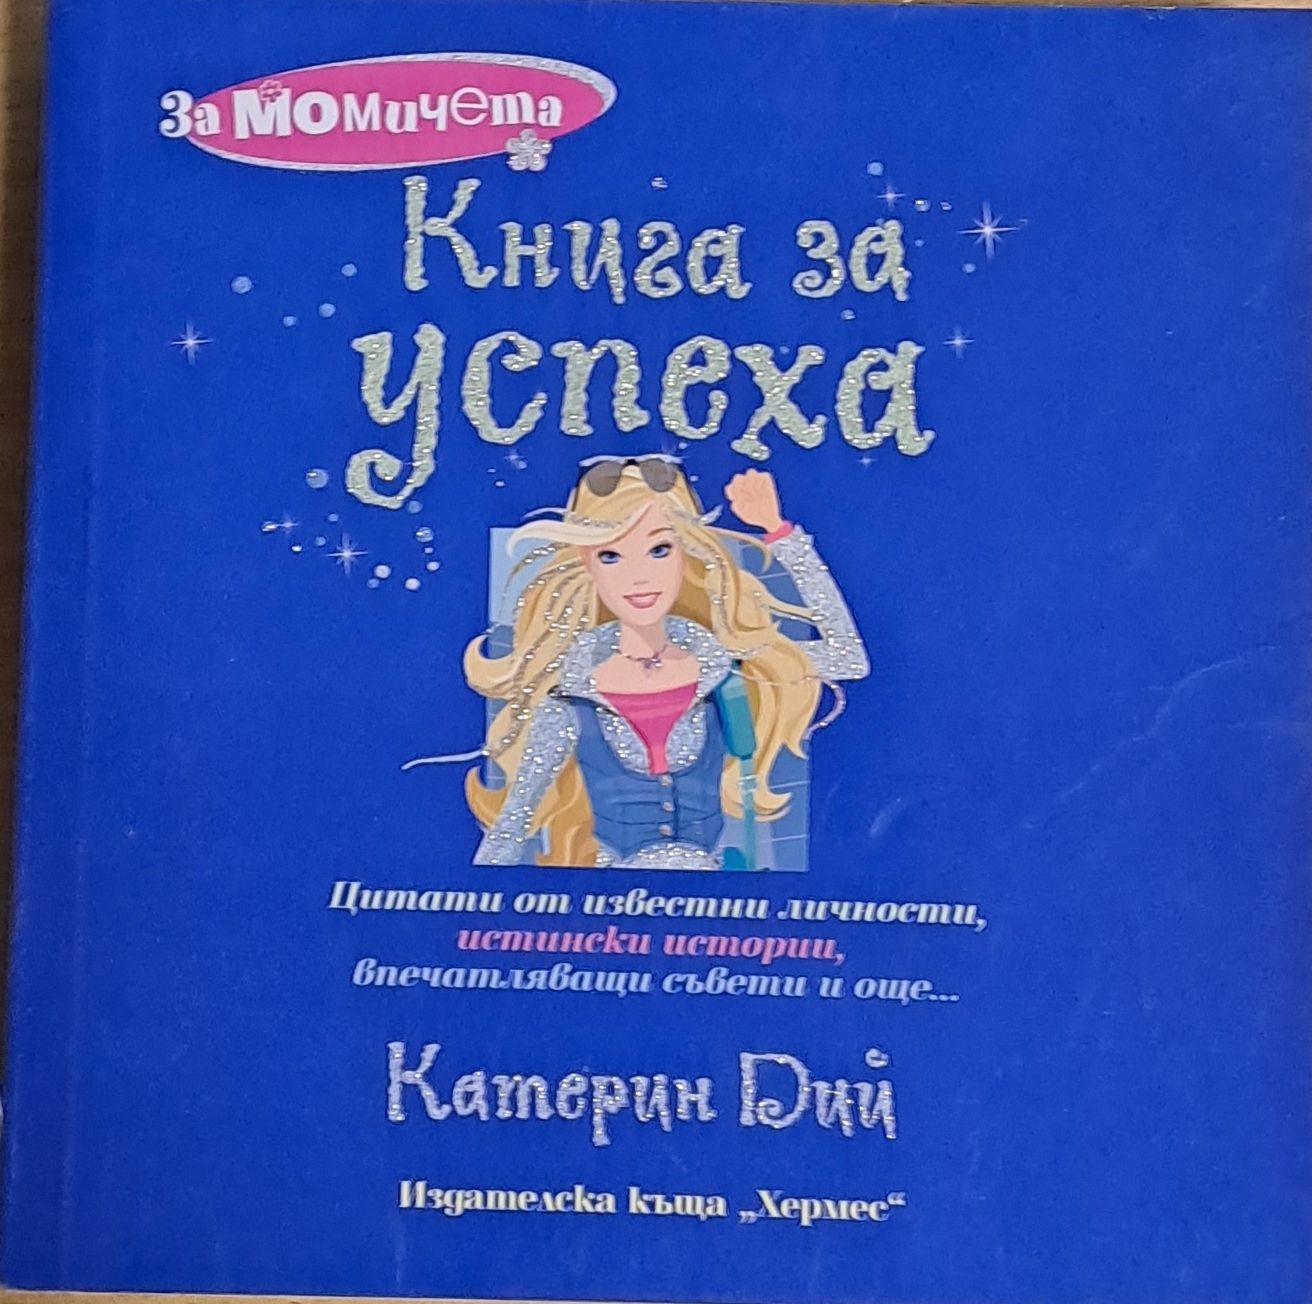 За момичета
Книга за
успеха
Цитати от известни личности,
истински истории,
впечатляващи съвети и още...
Катерин Дий
Издателска къща „Хермес“